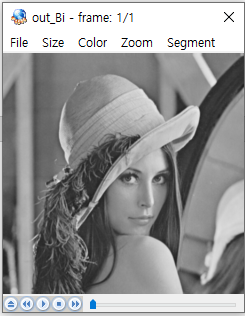 out_Bi - frame: 1/1
File Size Color Zoom Segment